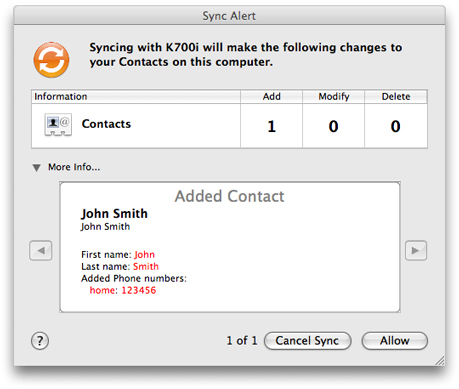 Sync Alert
Syncing with K700i will make the following changes to
your Contacts on this computer.
Information Add Modify Delete
@ Contacts 1 0 0
More Info...
Added Contact
John Smith
John Smith
First name: John
Last name: Smith
Added Phone numbers:
home: 123456
? 1 of 1 Cancel Sync Allow